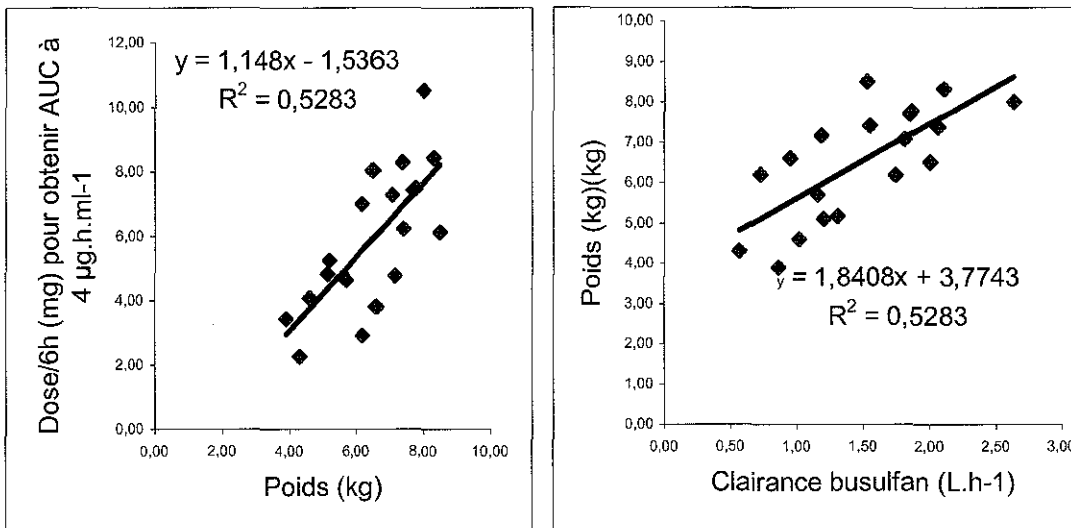 Dose/6h (mg) pour obtenir AUC à
4 µg.h.ml-1
12,00
10,00
8,00
6,00
4,00
2,00
0,00
y = 1,148x - 1,5363
R² = 0,5283
0,00 2,00 4,00 6,00 8,00 10,00
Poids (kg)
Poids (kg)(kg)
10,00
9,00
8,00
7,00
6,00
5,00
4,00
3,00
2,00
1,00
0,00
y = 1,8408x + 3,7743
R² = 0,5283
0,00 0,50 1,00 1,50 2,00 2,50 3,00
Clairance busulfan (L.h-1)